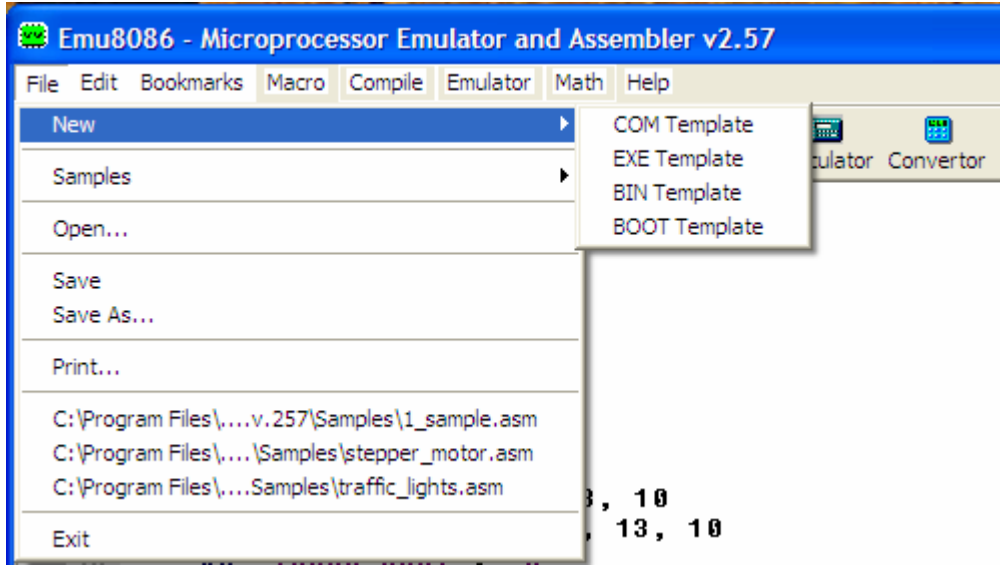 Emu8086 - Microprocessor Emulator and Assembler v2.57
File Edit Bookmarks Macro Compile Emulator Math Help
New
COM Template
EXE Template
BIN Template
BOOT Template
Convertor
Samples
Open...
Save
Save As...
Print...
C:\Program Files\....v.257\Samples\1_sample.asm
C:\Program Files\....\Samples\stepper_motor.asm
C:\Program Files\....Samples\traffic_lights.asm
, 10
, 13, 10
Exit